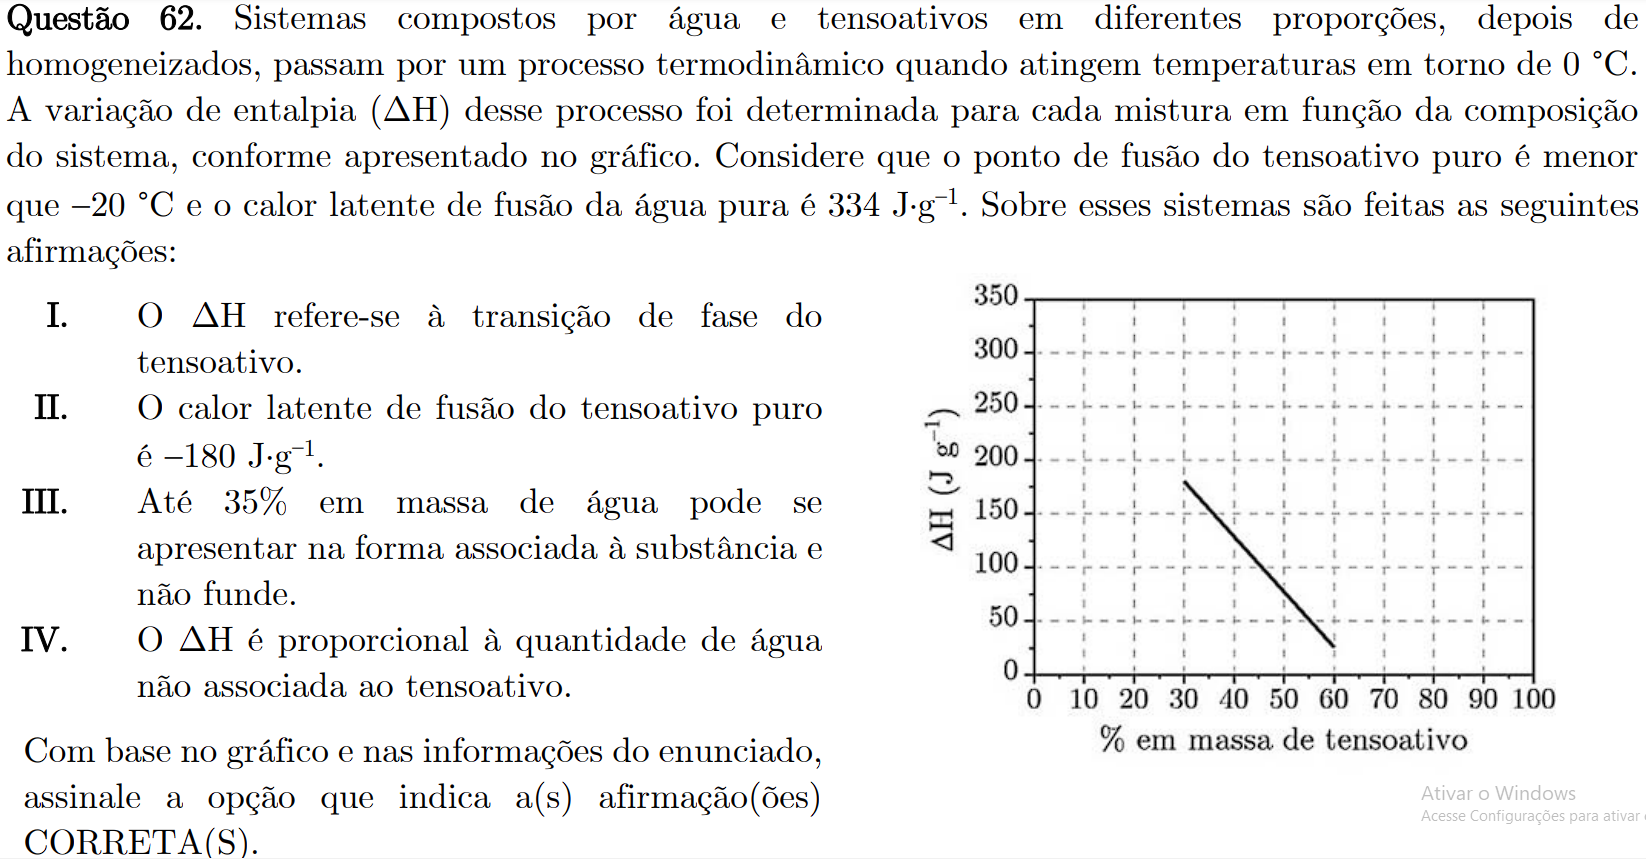 Questão 62. Sistemas compostos por água e tensoativos em diferentes proporções, depois de
homogeneizados, passam por um processo termodinâmico quando atingem temperaturas em torno de 0 °C.
A variação de entalpia (ΔH) desse processo foi determinada para cada mistura em função da composição
do sistema, conforme apresentado no gráfico. Considere que o ponto de fusão do tensoativo puro é menor
que –20 °C e o calor latente de fusão da água pura é 334 J·g⁻¹. Sobre esses sistemas são feitas as seguintes
afirmações:
I. O ΔH refere-se à transição de fase do
tensoativo.
II. O calor latente de fusão do tensoativo puro
é –180 J·g⁻¹.
III. Até 35% em massa de água pode se
apresentar na forma associada à substância e
não funde.
IV. O ΔH é proporcional à quantidade de água
não associada ao tensoativo.
Com base no gráfico e nas informações do enunciado,
assinale a opção que indica a(s) afirmação(ões)
CORRETA(S).
350
300
250
200
150
100
50
0
ΔH (J g⁻¹)
0 10 20 30 40 50 60 70 80 90 100
% em massa de tensoativo
Ativar o Windows
Acesse Configurações para ativar